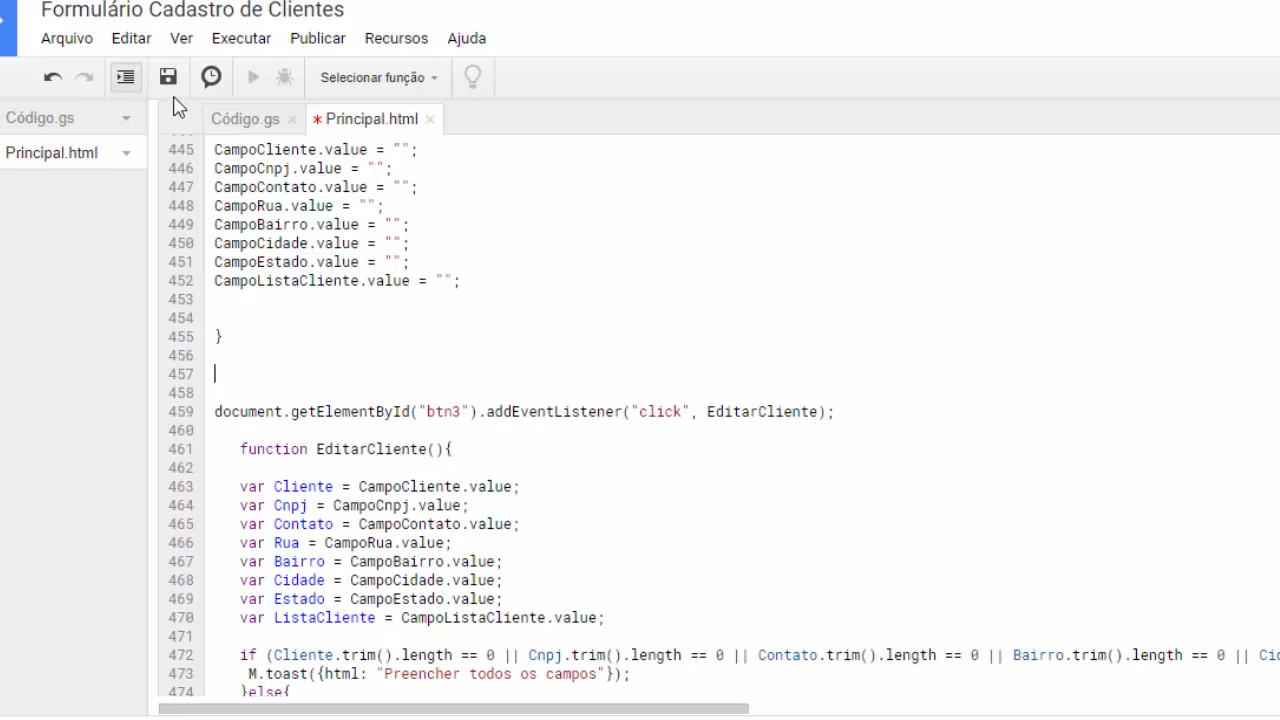 Formulário Cadastro de Clientes
Arquivo Editar Ver Executar Publicar Recursos Ajuda
Selecionar função
Código.gs
Principal.html
Código.gs × * Principal.html ×
445 CampoCliente.value = "";
446 CampoCnpj.value = "";
447 CampoContato.value = "";
448 CampoRua.value = "";
449 CampoBairro.value = "";
450 CampoCidade.value = "";
451 CampoEstado.value = "";
452 CampoListaCliente.value = "";
453
454
455 }
456
457
458
459 document.getElementById("btn3").addEventListener("click", EditarCliente);
460
461 function EditarCliente(){
462
463 var Cliente = CampoCliente.value;
464 var Cnpj = CampoCnpj.value;
465 var Contato = CampoContato.value;
466 var Rua = CampoRua.value;
467 var Bairro = CampoBairro.value;
468 var Cidade = CampoCidade.value;
469 var Estado = CampoEstado.value;
470 var ListaCliente = CampoListaCliente.value;
471
472 if (Cliente.trim().length == 0 || Cnpj.trim().length == 0 || Contato.trim().length == 0 || Bairro.trim().length == 0 ||
473 M.toast({html: "Preencher todos os campos"});
474 }else{